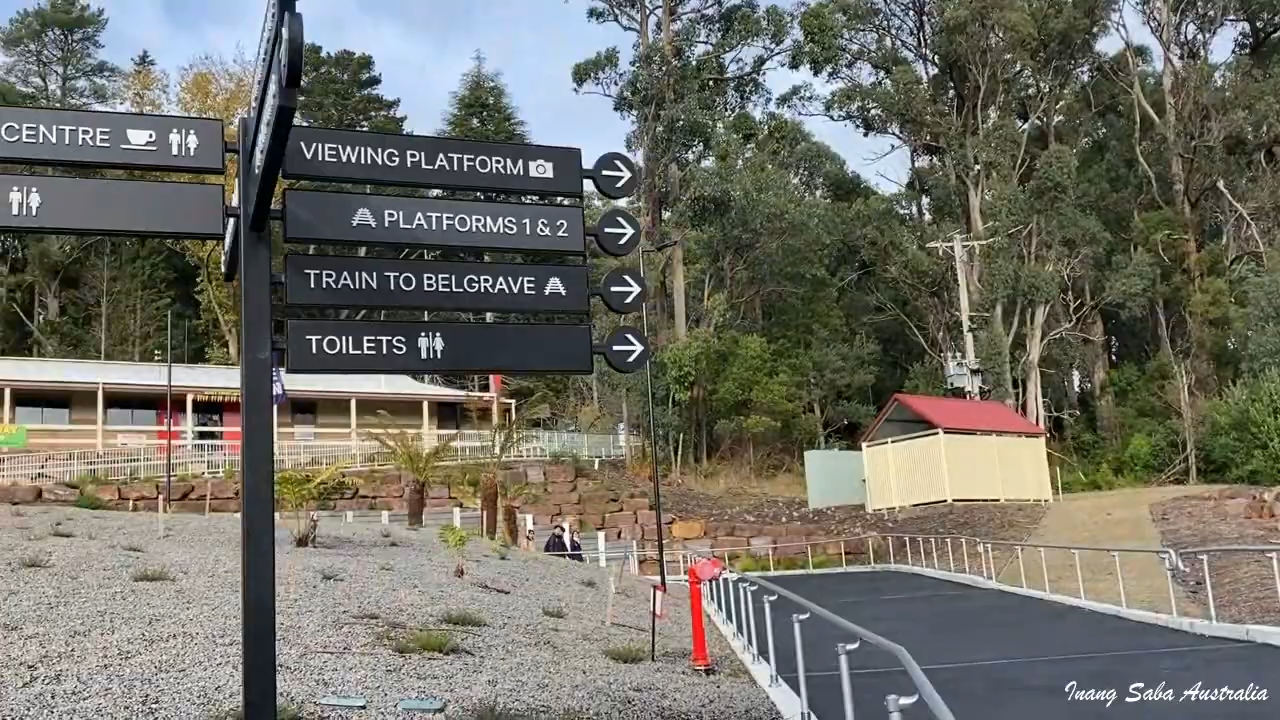 CENTRE
VIEWING PLATFORM
PLATFORMS 1 & 2
TRAIN TO BELGRAVE
TOILETS
Inang Saba Australia